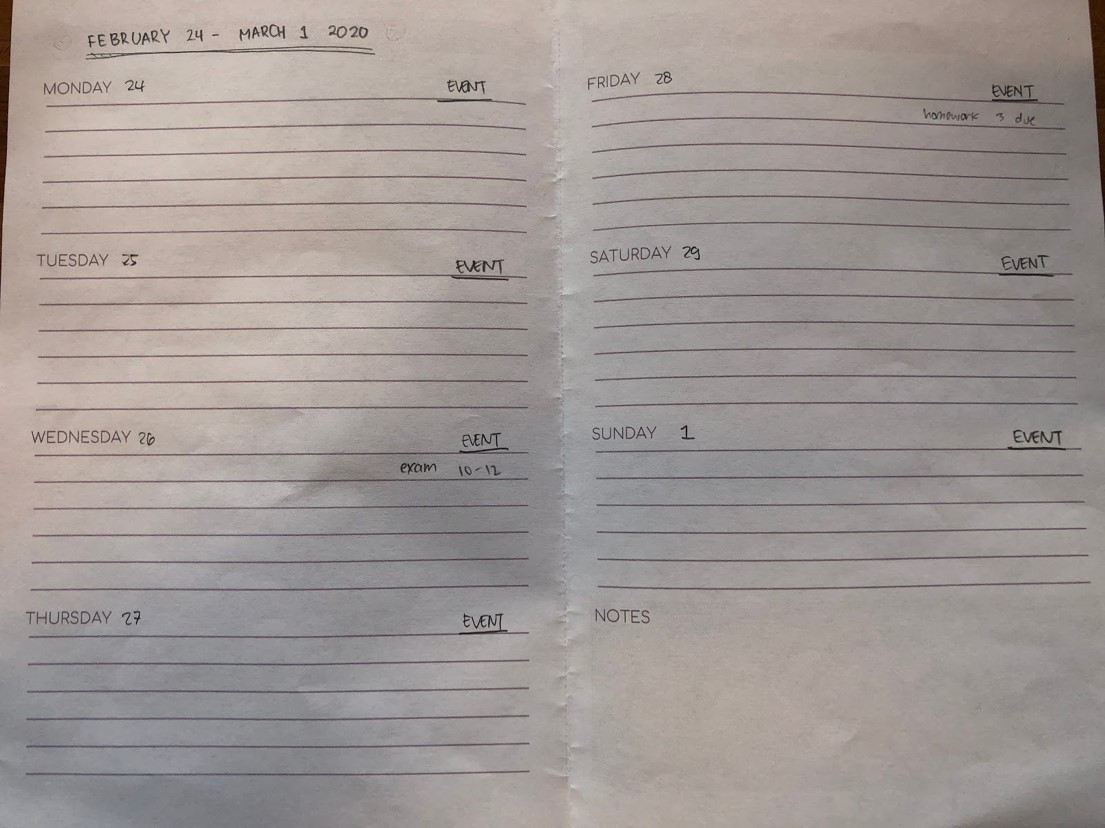 FEBRUARY 24 - MARCH 1 2020
MONDAY 24 EVENT
TUESDAY 25 EVENT
WEDNESDAY 26 EVENT
exam 10-12
THURSDAY 27 EVENT
FRIDAY 28 EVENT
homework 3 due
SATURDAY 29 EVENT
SUNDAY 1 EVENT
NOTES